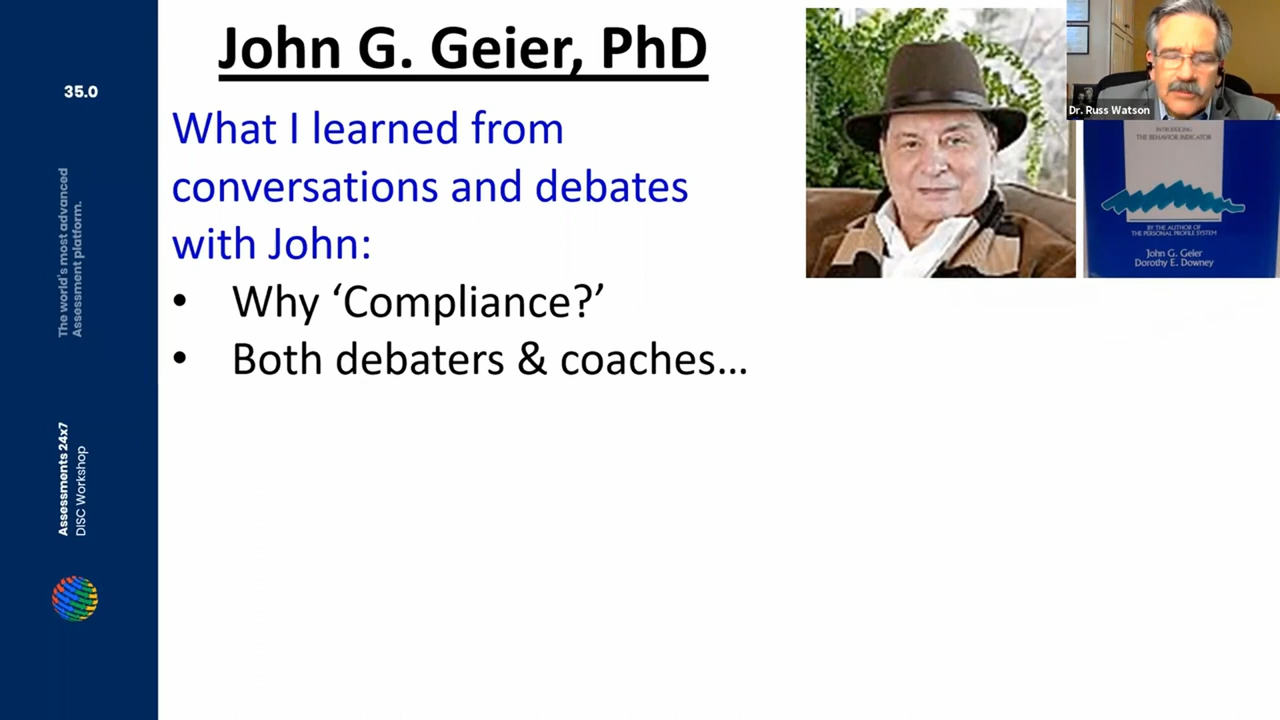 John G. Geier, PhD
35.0
What I learned from
conversations and debates
with John:
• Why ‘Compliance?’
• Both debaters & coaches…
The world's most advanced
Assessment platform.
Assessments 24x7
DISC Workshop
Dr. Russ Watson
INTRODUCING
THE BEHAVIOR INDICATOR
BY THE AUTHOR OF
THE PERSONAL PROFILE SYSTEM
John G. Geier
Dorothy E. Downey